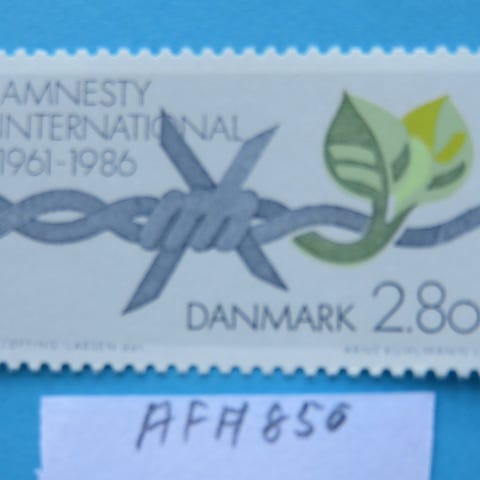 AMNESTY
INTERNATIONAL
1961-1986
DANMARK 2.80
AFA 850